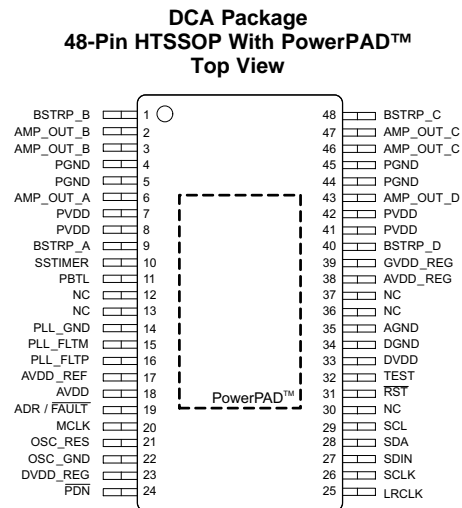 DCA Package
48-Pin HTSSOP With PowerPAD™
Top View
BSTRP_B 1 48 BSTRP_C
AMP_OUT_B 2 47 AMP_OUT_C
AMP_OUT_B 3 46 AMP_OUT_C
PGND 4 45 PGND
PGND 5 44 PGND
AMP_OUT_A 6 43 AMP_OUT_D
PVDD 7 42 PVDD
PVDD 8 41 PVDD
BSTRP_A 9 40 BSTRP_D
SSTIMER 10 39 GVDD_REG
PBTL 11 38 AVDD_REG
NC 12 37 NC
NC 13 36 NC
PLL_GND 14 35 AGND
PLL_FLTM 15 34 DGND
PLL_FLTP 16 33 DVDD
AVDD_REF 17 32 TEST
AVDD 18 PowerPAD™ 31 RST
ADR / FAULT 19 30 NC
MCLK 20 29 SCL
OSC_RES 21 28 SDA
OSC_GND 22 27 SDIN
DVDD_REG 23 26 SCLK
PDN 24 25 LRCLK